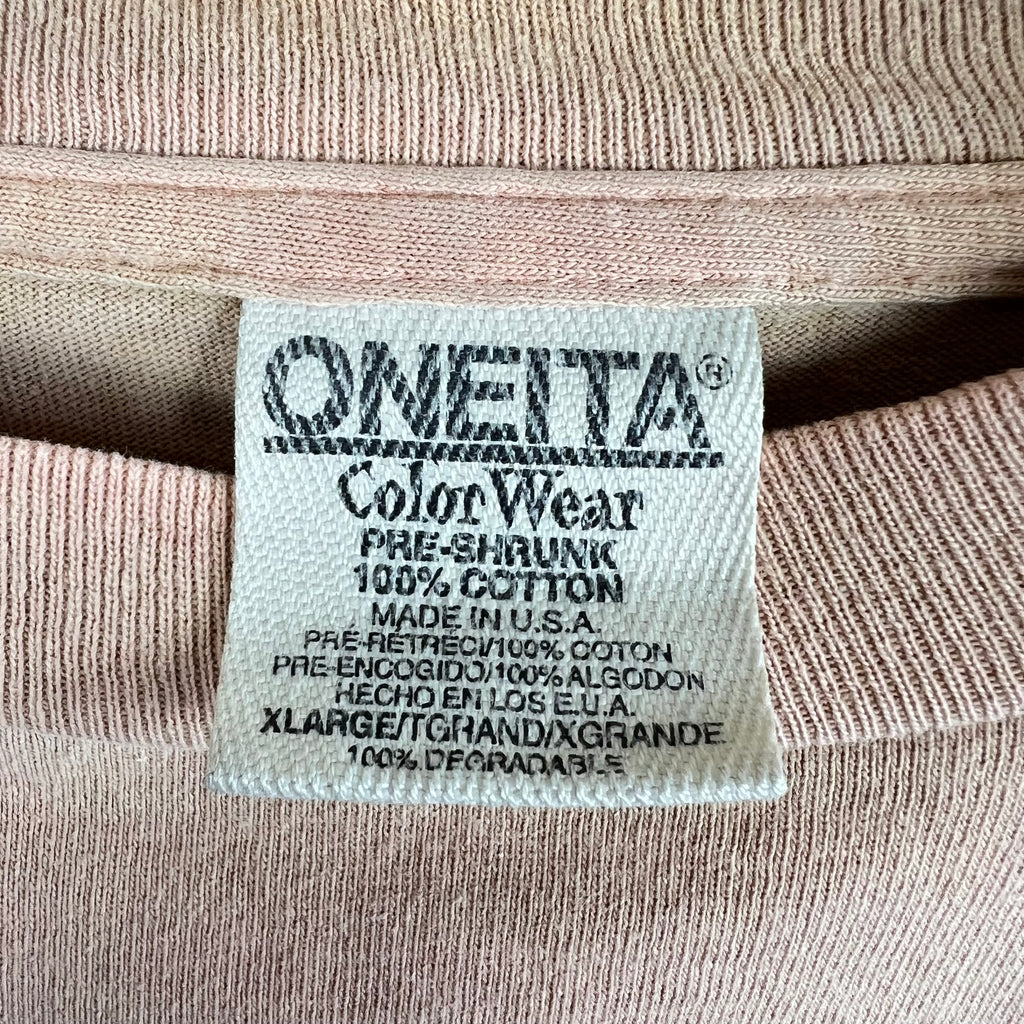 ONEITA®
Color Wear
PRE-SHRUNK
100% COTTON
MADE IN U.S.A.
PRÉ-RÉTRÉCI/100% COTON
PRE-ENCOGIDO/100% ALGODON
HECHO EN LOS E.U.A.
XLARGE/TGRAND/XGRANDE
100% DEGRADABLE